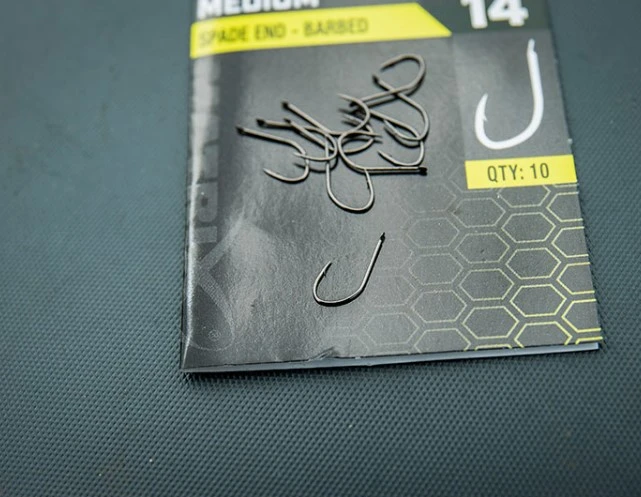 MEDIUM
14
SPADE END - BARBED
QTY: 10